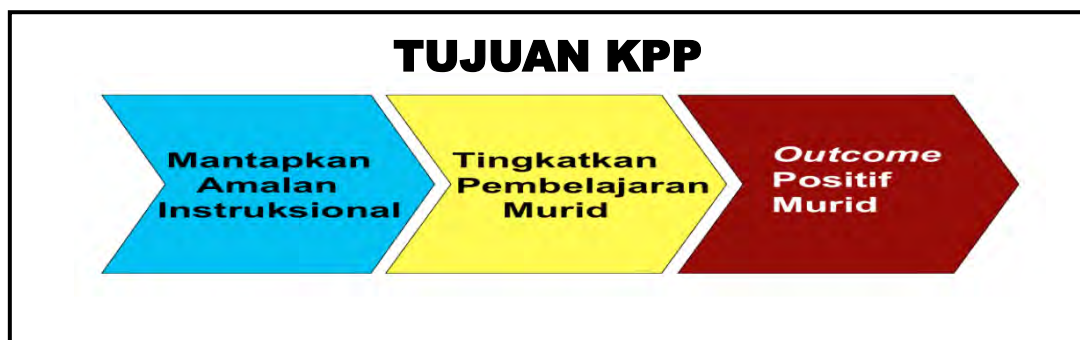 TUJUAN KPP
Mantapkan
Amalan
Instruksional
Tingkatkan
Pembelajaran
Murid
Outcome
Positif
Murid